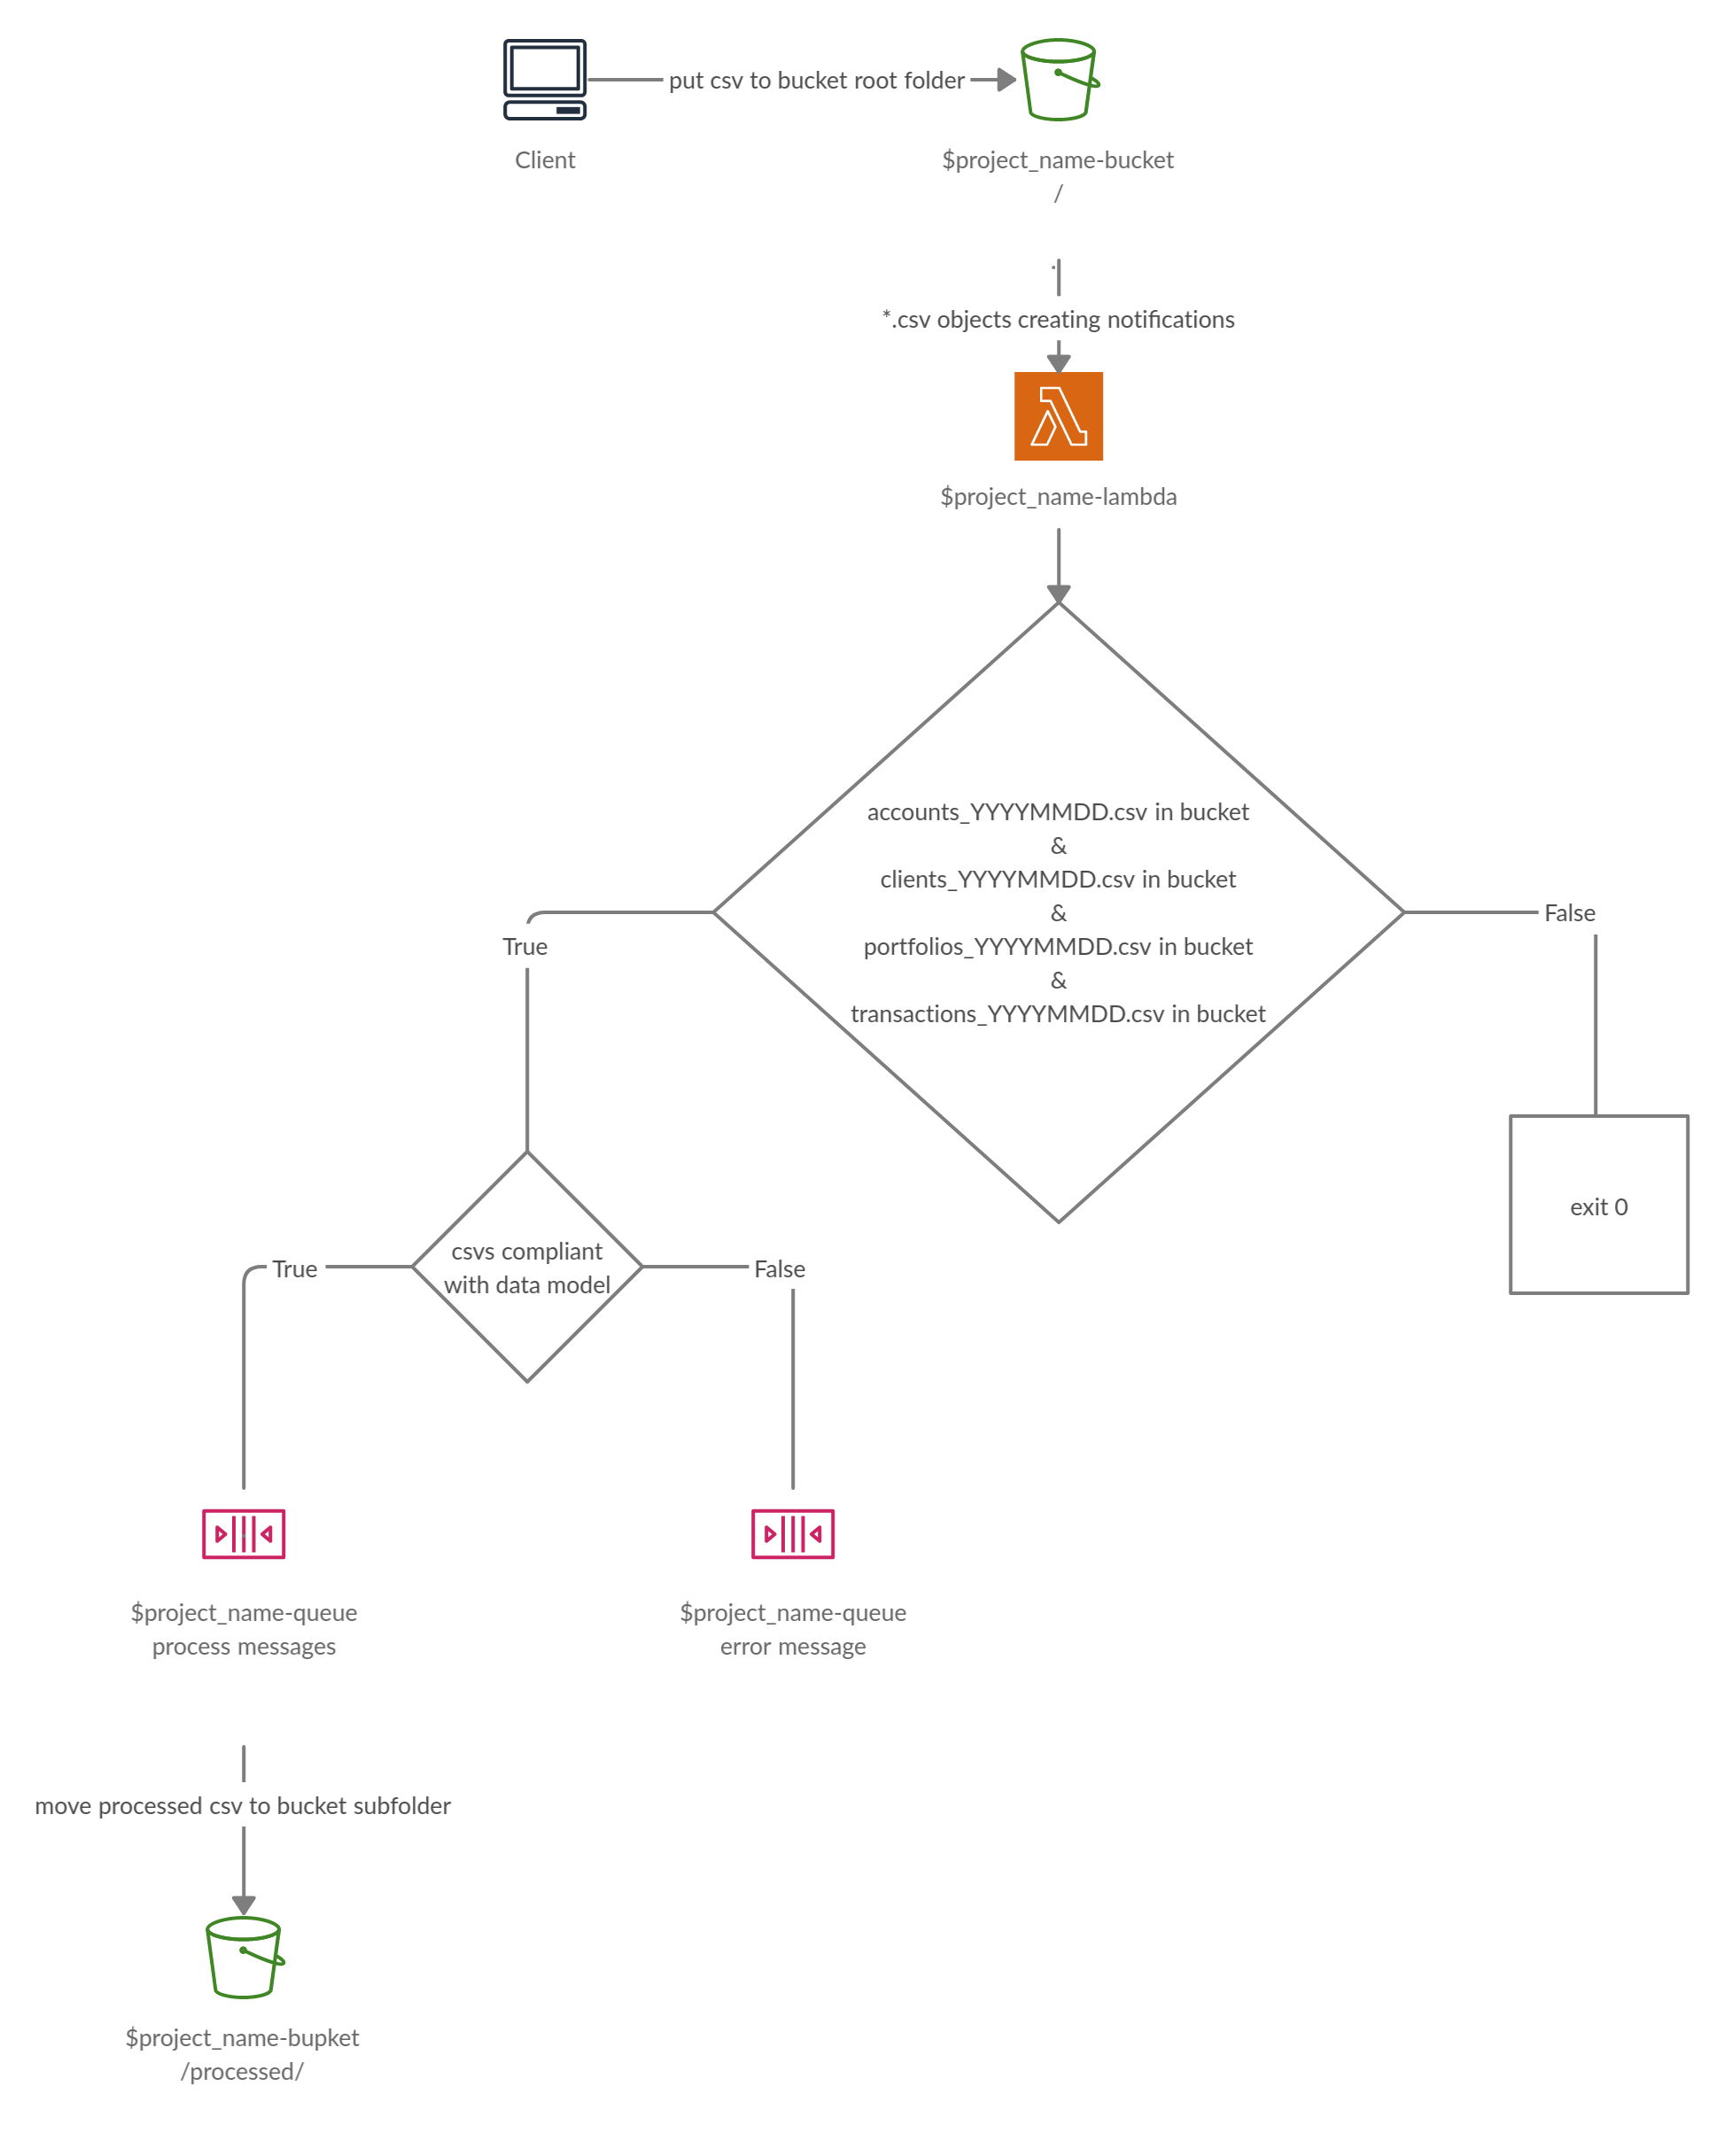 put csv to bucket root folder
Client
$project_name-bucket
/
*.csv objects creating notifications
$project_name-lambda
accounts_YYYYMMDD.csv in bucket
&
clients_YYYYMMDD.csv in bucket
&
portfolios_YYYYMMDD.csv in bucket
&
transactions_YYYYMMDD.csv in bucket
False
True
exit 0
csvs compliant
with data model
True
False
$project_name-queue
process messages
$project_name-queue
error message
move processed csv to bucket subfolder
$project_name-bupket
/processed/